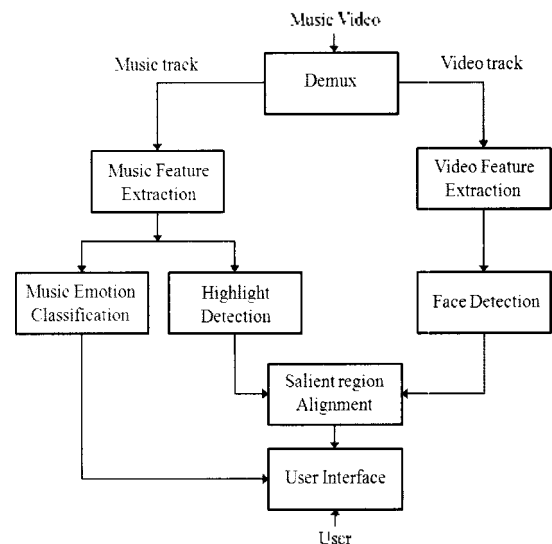 Music Video
Music track
Demux
Video track
Music Feature
Extraction
Video Feature
Extraction
Music Emotion
Classification
Highlight
Detection
Face Detection
Salient region
Alignment
User Interface
User